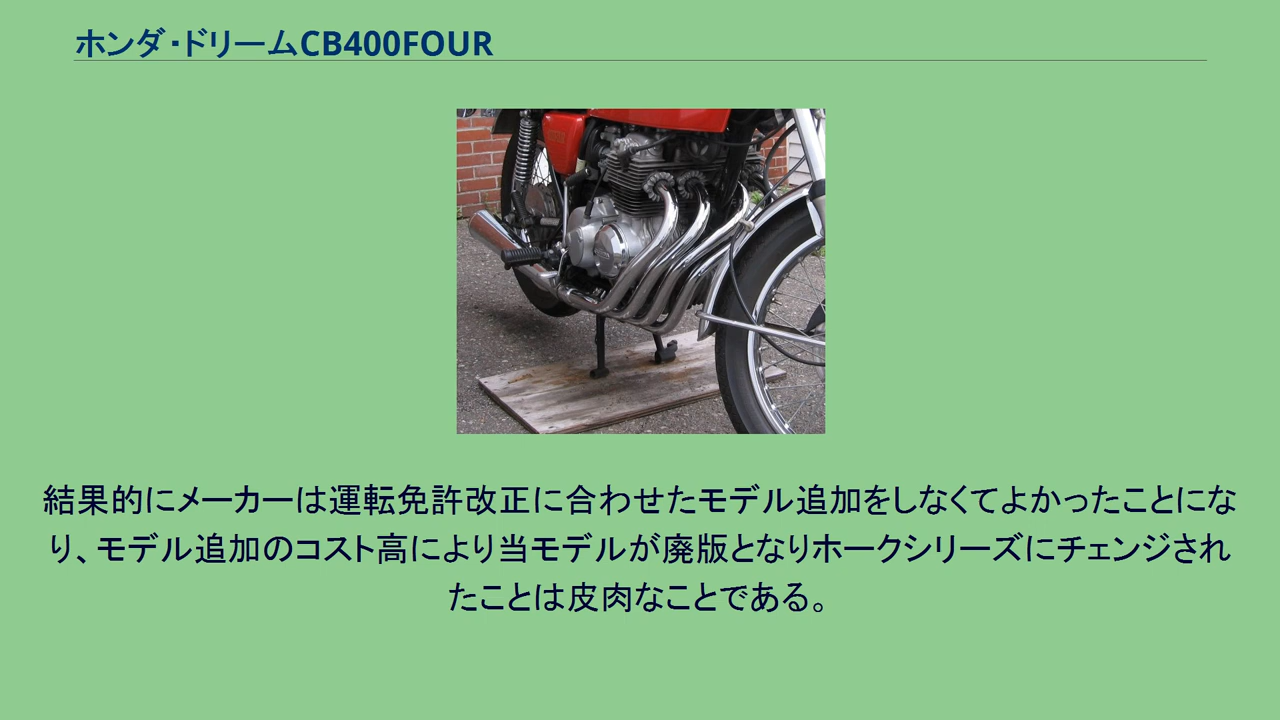 ホンダ・ドリームCB400FOUR
結果的にメーカーは運転免許改正に合わせたモデル追加をしなくてよかったことにな
り、モデル追加のコスト高により当モデルが廃版となりホークシリーズにチェンジされ
たことは皮肉なことである。